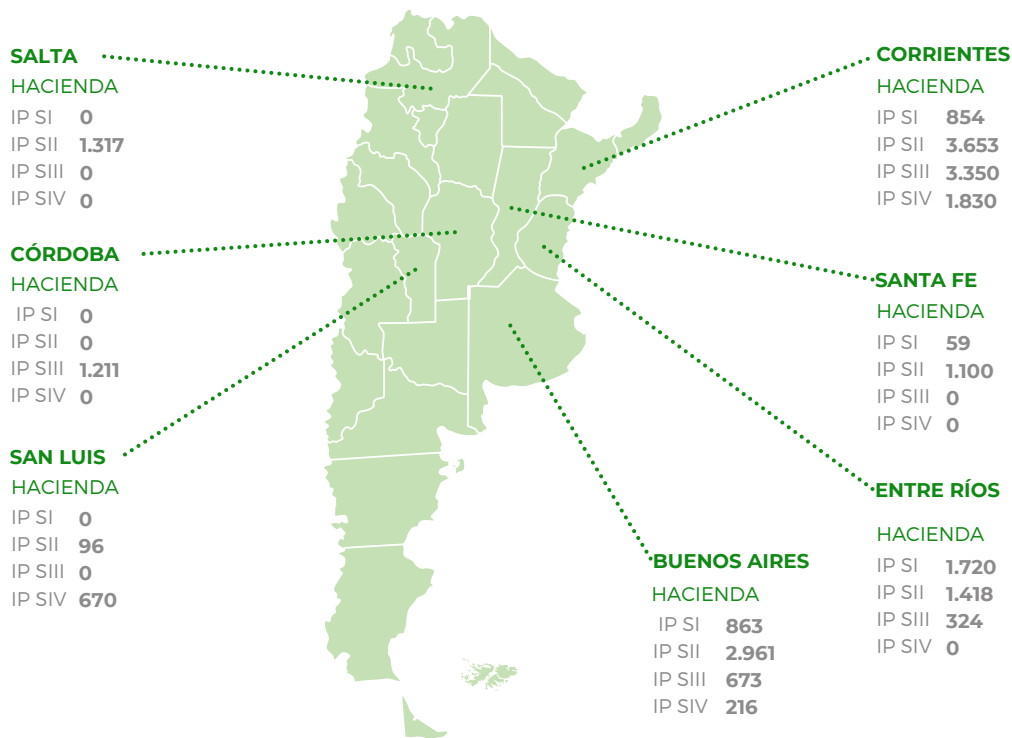 SALTA
HACIENDA
IP SI 0
IP SII 1.317
IP SIII 0
IP SIV 0
CÓRDOBA
HACIENDA
IP SI 0
IP SII 0
IP SIII 1.211
IP SIV 0
SAN LUIS
HACIENDA
IP SI 0
IP SII 96
IP SIII 0
IP SIV 670
BUENOS AIRES
HACIENDA
IP SI 863
IP SII 2.961
IP SIII 673
IP SIV 216
CORRIENTES
HACIENDA
IP SI 854
IP SII 3.653
IP SIII 3.350
IP SIV 1.830
SANTA FE
HACIENDA
IP SI 59
IP SII 1.100
IP SIII 0
IP SIV 0
ENTRE RÍOS
HACIENDA
IP SI 1.720
IP SII 1.418
IP SIII 324
IP SIV 0